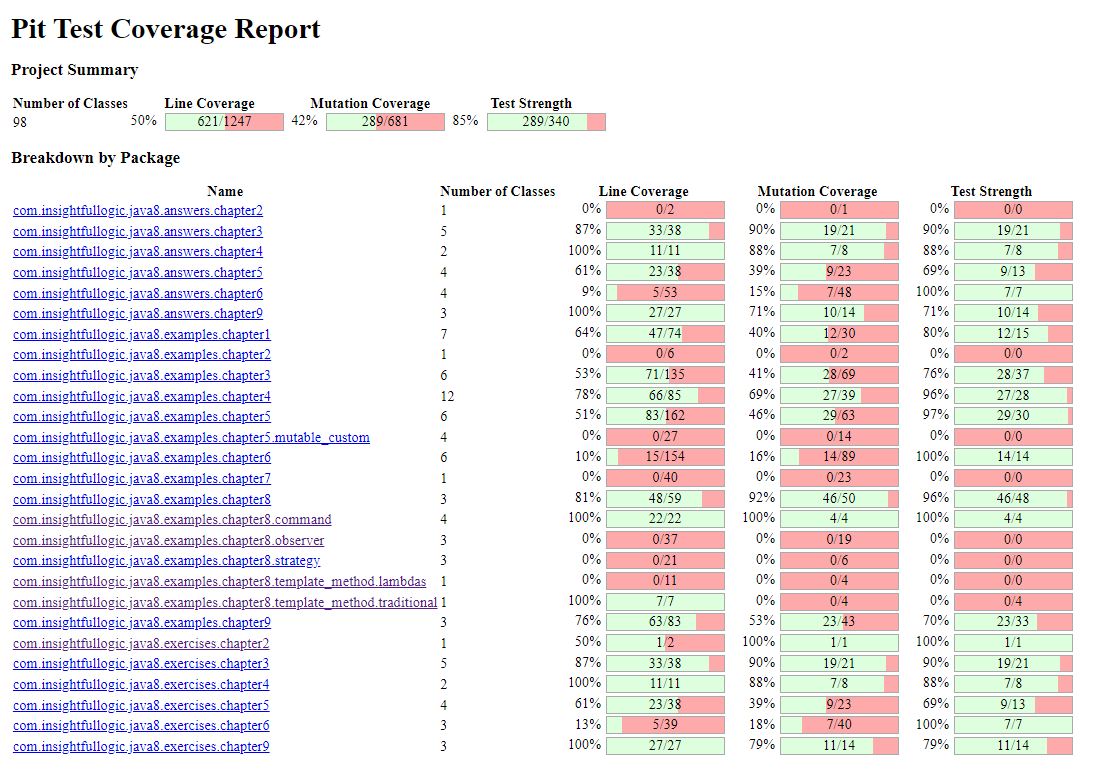 Pit Test Coverage Report
Project Summary
Number of Classes Line Coverage Mutation Coverage Test Strength
98 50% 621/1247 42% 289/681 85% 289/340
Breakdown by Package
Name Number of Classes Line Coverage Mutation Coverage Test Strength
com.insightfullogic.java8.answers.chapter2 1 0% 0/2 0% 0/1 0% 0/0
com.insightfullogic.java8.answers.chapter3 5 87% 33/38 90% 19/21 90% 19/21
com.insightfullogic.java8.answers.chapter4 2 100% 11/11 88% 7/8 88% 7/8
com.insightfullogic.java8.answers.chapter5 4 61% 23/38 39% 9/23 69% 9/13
com.insightfullogic.java8.answers.chapter6 4 9% 5/53 15% 7/48 100% 7/7
com.insightfullogic.java8.answers.chapter9 3 100% 27/27 71% 10/14 71% 10/14
com.insightfullogic.java8.examples.chapter1 7 64% 47/74 40% 12/30 80% 12/15
com.insightfullogic.java8.examples.chapter2 1 0% 0/6 0% 0/2 0% 0/0
com.insightfullogic.java8.examples.chapter3 6 53% 71/135 41% 28/69 76% 28/37
com.insightfullogic.java8.examples.chapter4 12 78% 66/85 69% 27/39 96% 27/28
com.insightfullogic.java8.examples.chapter5 6 51% 83/162 46% 29/63 97% 29/30
com.insightfullogic.java8.examples.chapter5.mutable_custom 4 0% 0/27 0% 0/14 0% 0/0
com.insightfullogic.java8.examples.chapter6 6 10% 15/154 16% 14/89 100% 14/14
com.insightfullogic.java8.examples.chapter7 1 0% 0/40 0% 0/23 0% 0/0
com.insightfullogic.java8.examples.chapter8 3 81% 48/59 92% 46/50 96% 46/48
com.insightfullogic.java8.examples.chapter8.command 4 100% 22/22 100% 4/4 100% 4/4
com.insightfullogic.java8.examples.chapter8.observer 3 0% 0/37 0% 0/19 0% 0/0
com.insightfullogic.java8.examples.chapter8.strategy 3 0% 0/21 0% 0/6 0% 0/0
com.insightfullogic.java8.examples.chapter8.template_method.lambdas 1 0% 0/11 0% 0/4 0% 0/0
com.insightfullogic.java8.examples.chapter8.template_method.traditional 1 100% 7/7 0% 0/4 0% 0/4
com.insightfullogic.java8.examples.chapter9 3 76% 63/83 53% 23/43 70% 23/33
com.insightfullogic.java8.exercises.chapter2 1 50% 1/2 100% 1/1 100% 1/1
com.insightfullogic.java8.exercises.chapter3 5 87% 33/38 90% 19/21 90% 19/21
com.insightfullogic.java8.exercises.chapter4 2 100% 11/11 88% 7/8 88% 7/8
com.insightfullogic.java8.exercises.chapter5 4 61% 23/38 39% 9/23 69% 9/13
com.insightfullogic.java8.exercises.chapter6 3 13% 5/39 18% 7/40 100% 7/7
com.insightfullogic.java8.exercises.chapter9 3 100% 27/27 79% 11/14 79% 11/14